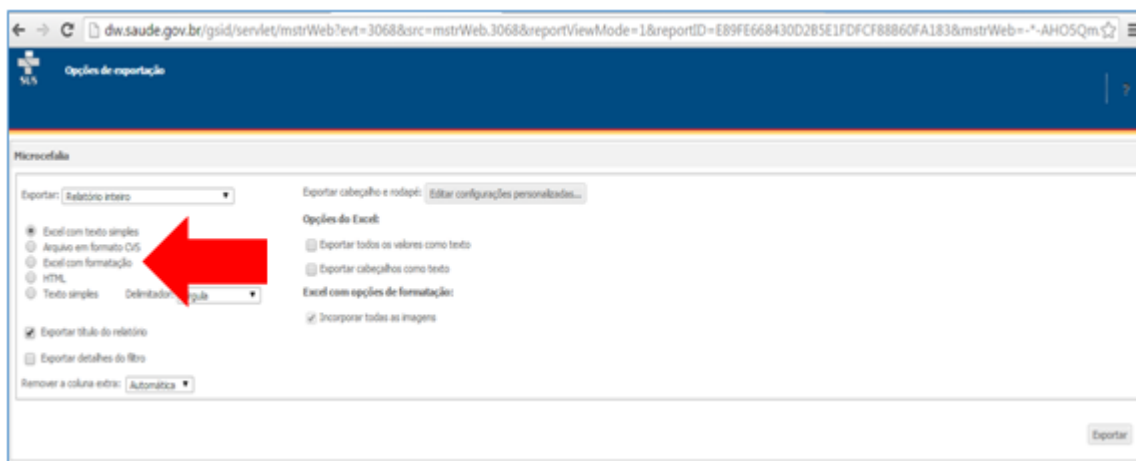 dw.saude.gov.br/gsid/servlet/mstrWeb?evt=3068&src=mstrWeb.3068&reportViewMode=1&reportID=E89FE668430D2B5E1FDFCF88B60FA183&mstrWeb=-*-AHO5Qm
SUS
Opções de exportação
?
Microcefalia
Exportar: Relatório inteiro
Exportar cabeçalho e rodapé: Editar configurações personalizadas...
Excel com texto simples
Opções do Excel:
Arquivo em formato CVS
Exportar todos os valores como texto
Excel com formatação
HTML
Exportar cabeçalhos como texto
Texto simples Delimitador:
Excel com opções de formatação:
Incorporar todas as imagens
Exportar título do relatório
Exportar detalhes do filtro
Remover a coluna extra: Automática
Exportar